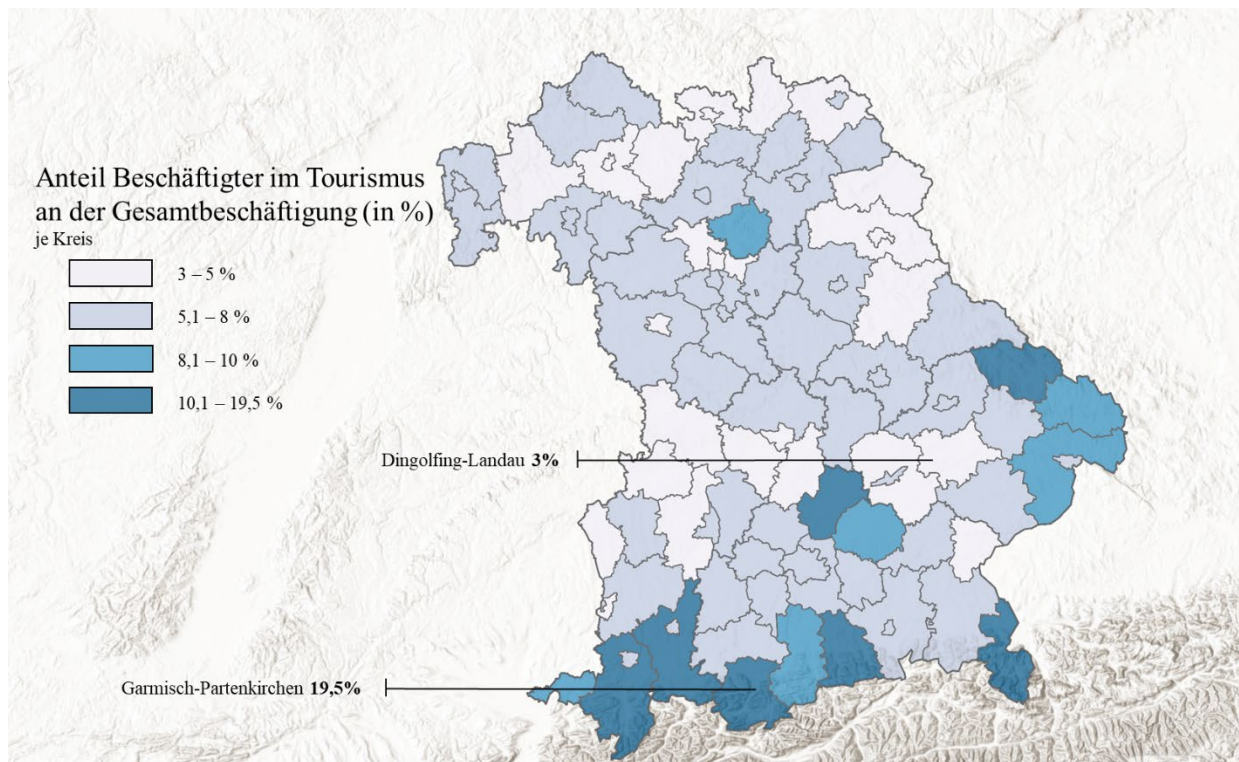 Anteil Beschäftigter im Tourismus
an der Gesamtbeschäftigung (in %)
je Kreis
3 – 5 %
5,1 – 8 %
8,1 – 10 %
10,1 – 19,5 %
Dingolfing-Landau 3%
Garmisch-Partenkirchen 19,5%